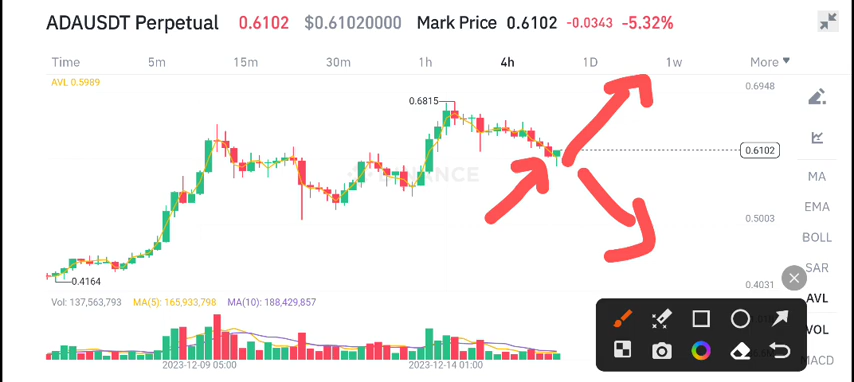 ADAUSDT Perpetual 0.6102 $0.61020000 Mark Price 0.6102 -0.0343 -5.32%
Time 5m 15m 30m 1h 4h 1D 1w More
AVL 0.5989
0.6948
0.6815
0.6102
BINANCE
MA
EMA
0.5003
BOLL
SAR
0.4164
0.4031
AVL
Vol: 137,563,793 MA(5): 165,933,798 MA(10): 188,429,857
VOL
MACD
2023-12-09 05:00 2023-12-14 01:00